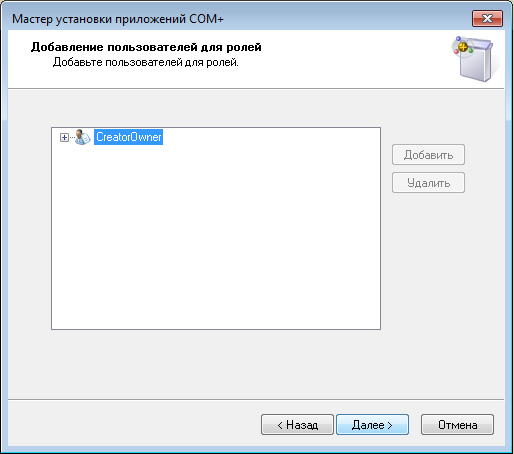 Мастер установки приложений COM+
Добавление пользователей для ролей
Добавьте пользователей для ролей.
CreatorOwner
Добавить
Удалить
< Назад
Далее >
Отмена